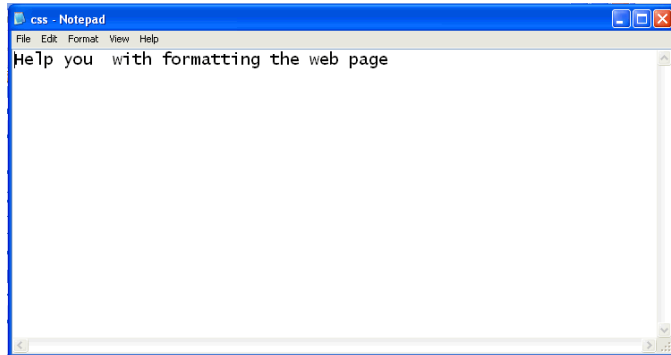 css - Notepad
File Edit Format View Help
Help you  with formatting the web page